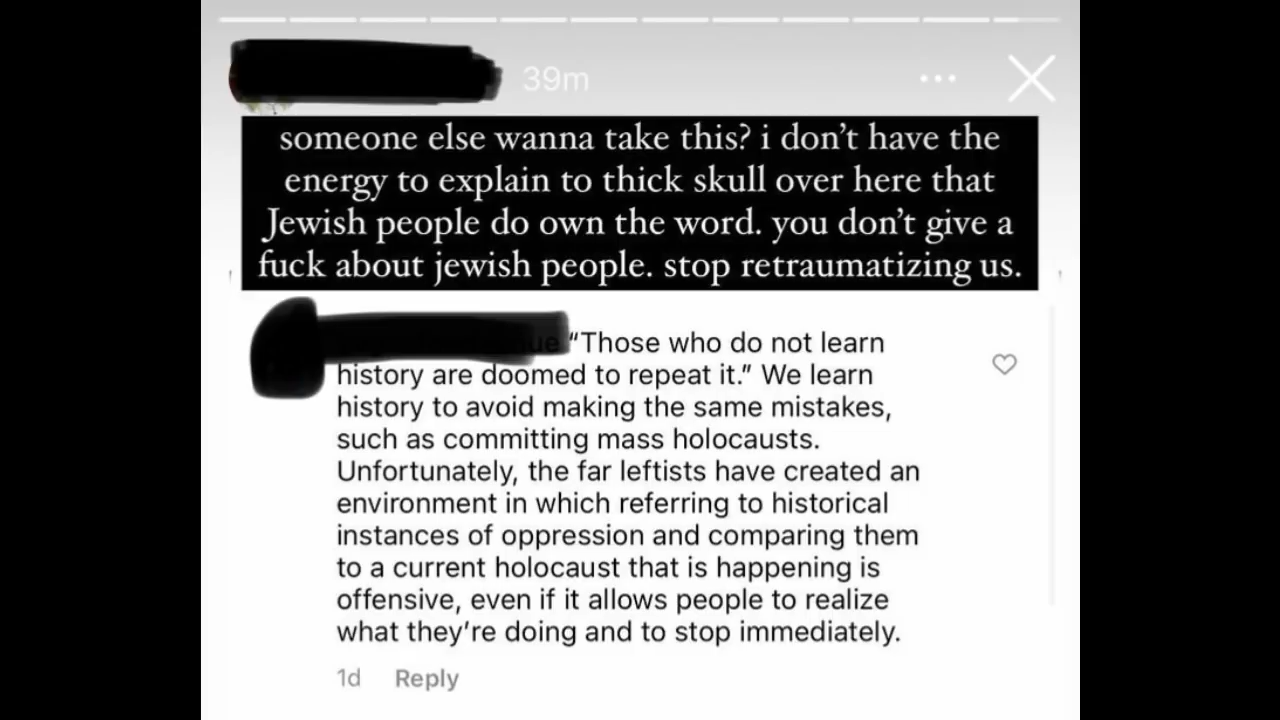 39m
someone else wanna take this? i don’t have the
energy to explain to thick skull over here that
Jewish people do own the word. you don’t give a
fuck about jewish people. stop retraumatizing us.
“Those who do not learn
history are doomed to repeat it.” We learn
history to avoid making the same mistakes,
such as committing mass holocausts.
Unfortunately, the far leftists have created an
environment in which referring to historical
instances of oppression and comparing them
to a current holocaust that is happening is
offensive, even if it allows people to realize
what they’re doing and to stop immediately.
1d Reply